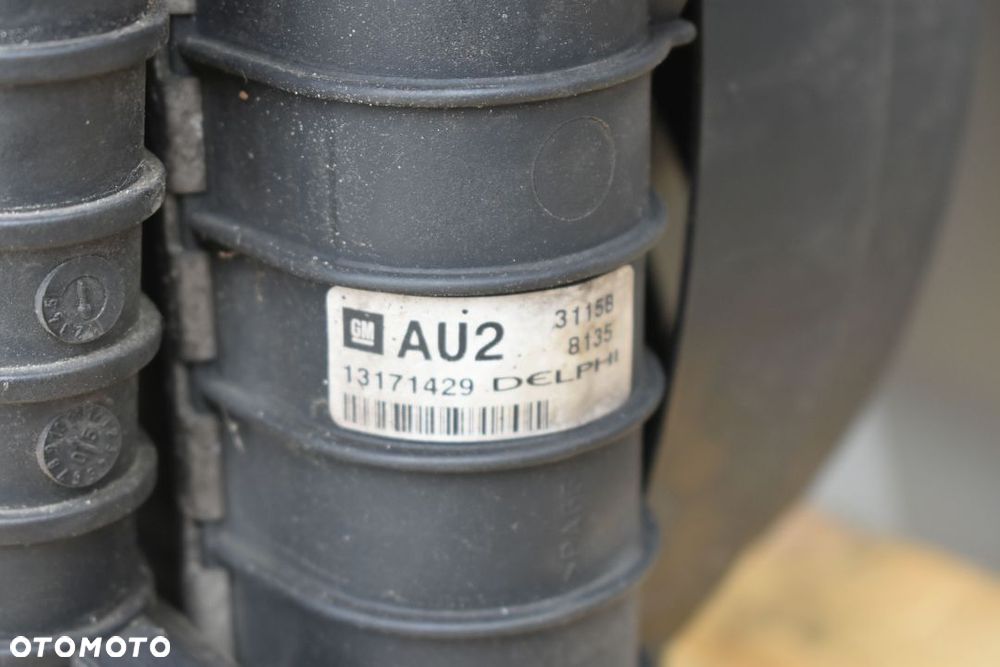 GM AU2 3115B
8135
13171429 DELPHI
OTOMOTO